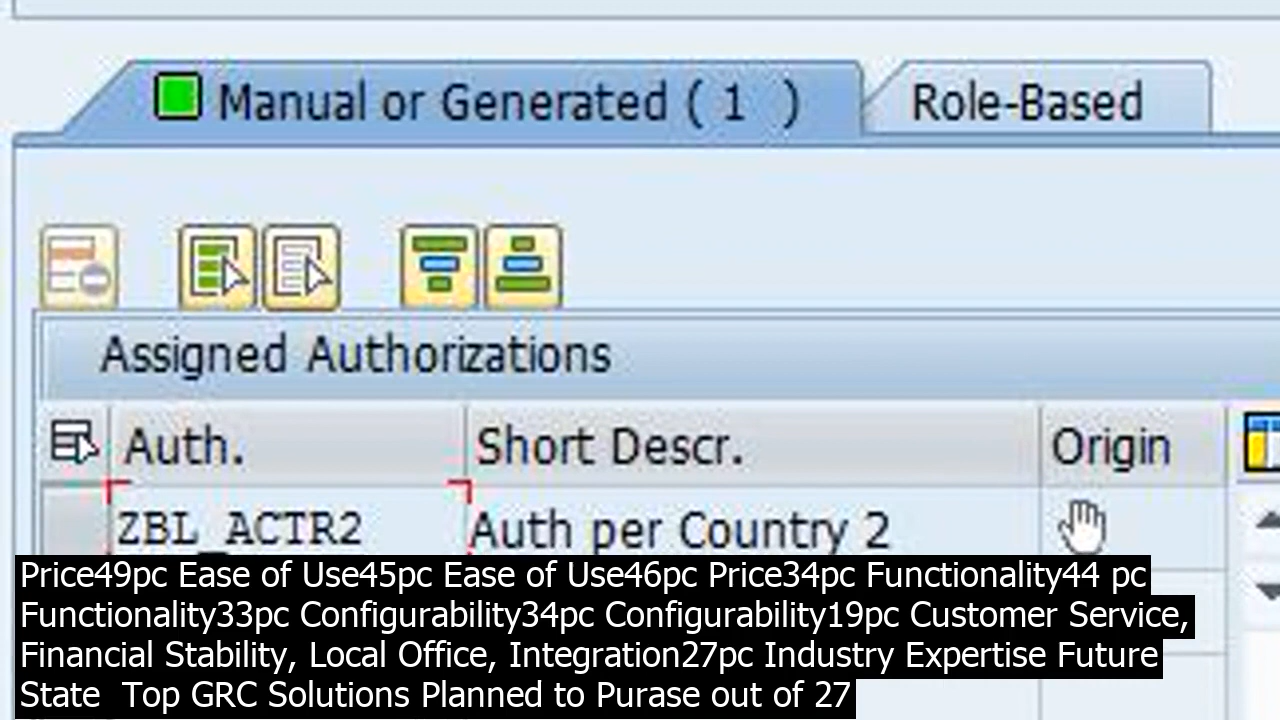 Manual or Generated ( 1 )
Role-Based
Assigned Authorizations
Auth.
Short Descr.
Origin
ZBL_ACTR2
Auth per Country 2
Price49pc Ease of Use45pc Ease of Use46pc Price34pc Functionality44 pc
Functionality33pc Configurability34pc Configurability19pc Customer Service,
Financial Stability, Local Office, Integration27pc Industry Expertise Future
State Top GRC Solutions Planned to Purase out of 27